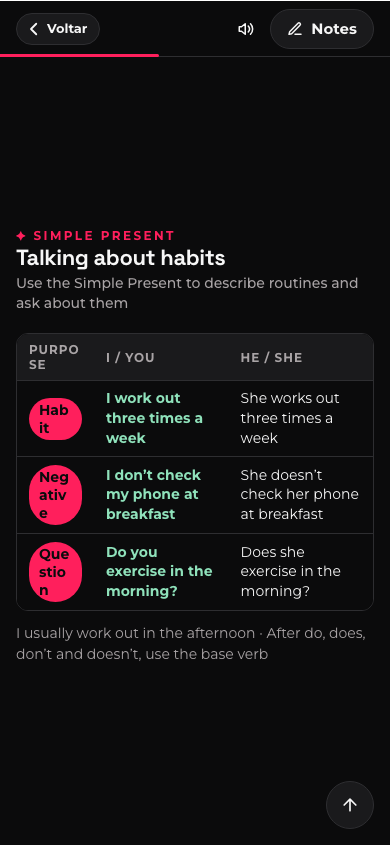 Voltar
Notes
SIMPLE PRESENT
Talking about habits
Use the Simple Present to describe routines and
ask about them
PURPO
SE
I / YOU
HE / SHE
Hab
it
I work out
three times a
week
She works out
three times a
week
Neg
ativ
e
I don’t check
my phone at
breakfast
She doesn’t
check her phone
at breakfast
Que
stio
n
Do you
exercise in the
morning?
Does she
exercise in the
morning?
I usually work out in the afternoon · After do, does,
don’t and doesn’t, use the base verb